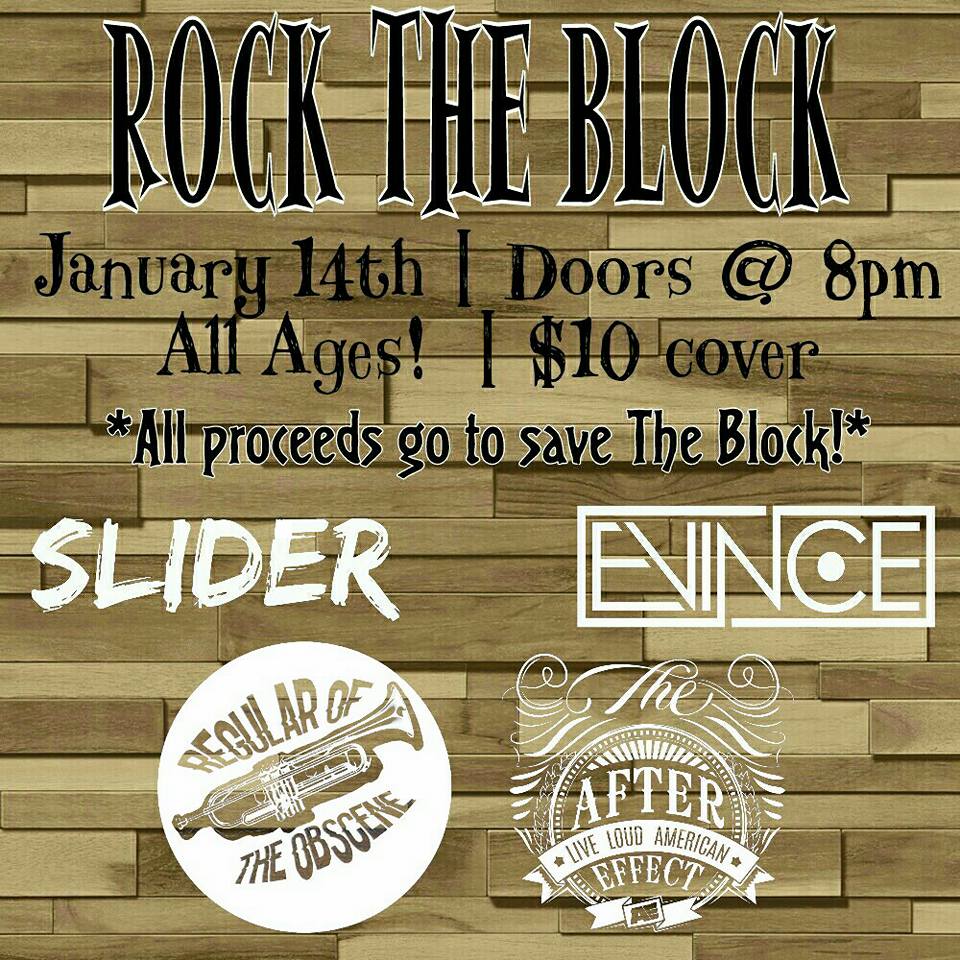 ROCK THE BLOCK
January 14th | Doors @ 8pm
All Ages! | $10 cover
*All proceeds go to save The Block!*
SLIDER
EVINCE
REGULAR OF
THE OBSCENE
The
AFTER
LIVE LOUD AMERICAN
EFFECT
AE